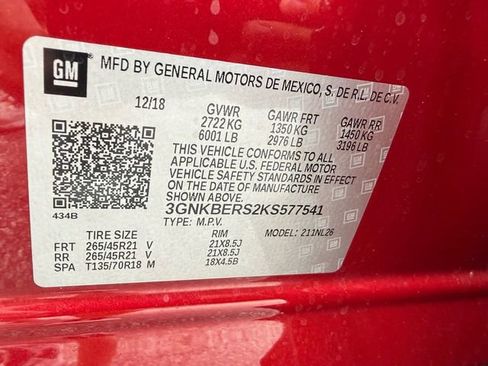 GM
MFD BY GENERAL MOTORS DE MEXICO, S. DE R.L. DE C.V.
12/18 GVWR GAWR FRT GAWR RR
2722 KG 1350 KG 1450 KG
6001 LB 2976 LB 3196 LB
THIS VEHICLE CONFORMS TO ALL
APPLICABLE U.S. FEDERAL MOTOR
VEHICLE SAFETY STANDARDS IN EFFECT
ON THE DATE OF MANUFACTURE
SHOWN ABOVE.
3GNKBERS2KS577541
434B TYPE: M.P.V. MODEL: 211NL26
TIRE SIZE RIM
FRT 265/45R21 V 21X8.5J
RR 265/45R21 V 21X8.5J
SPA T135/70R18 M 18X4.5B